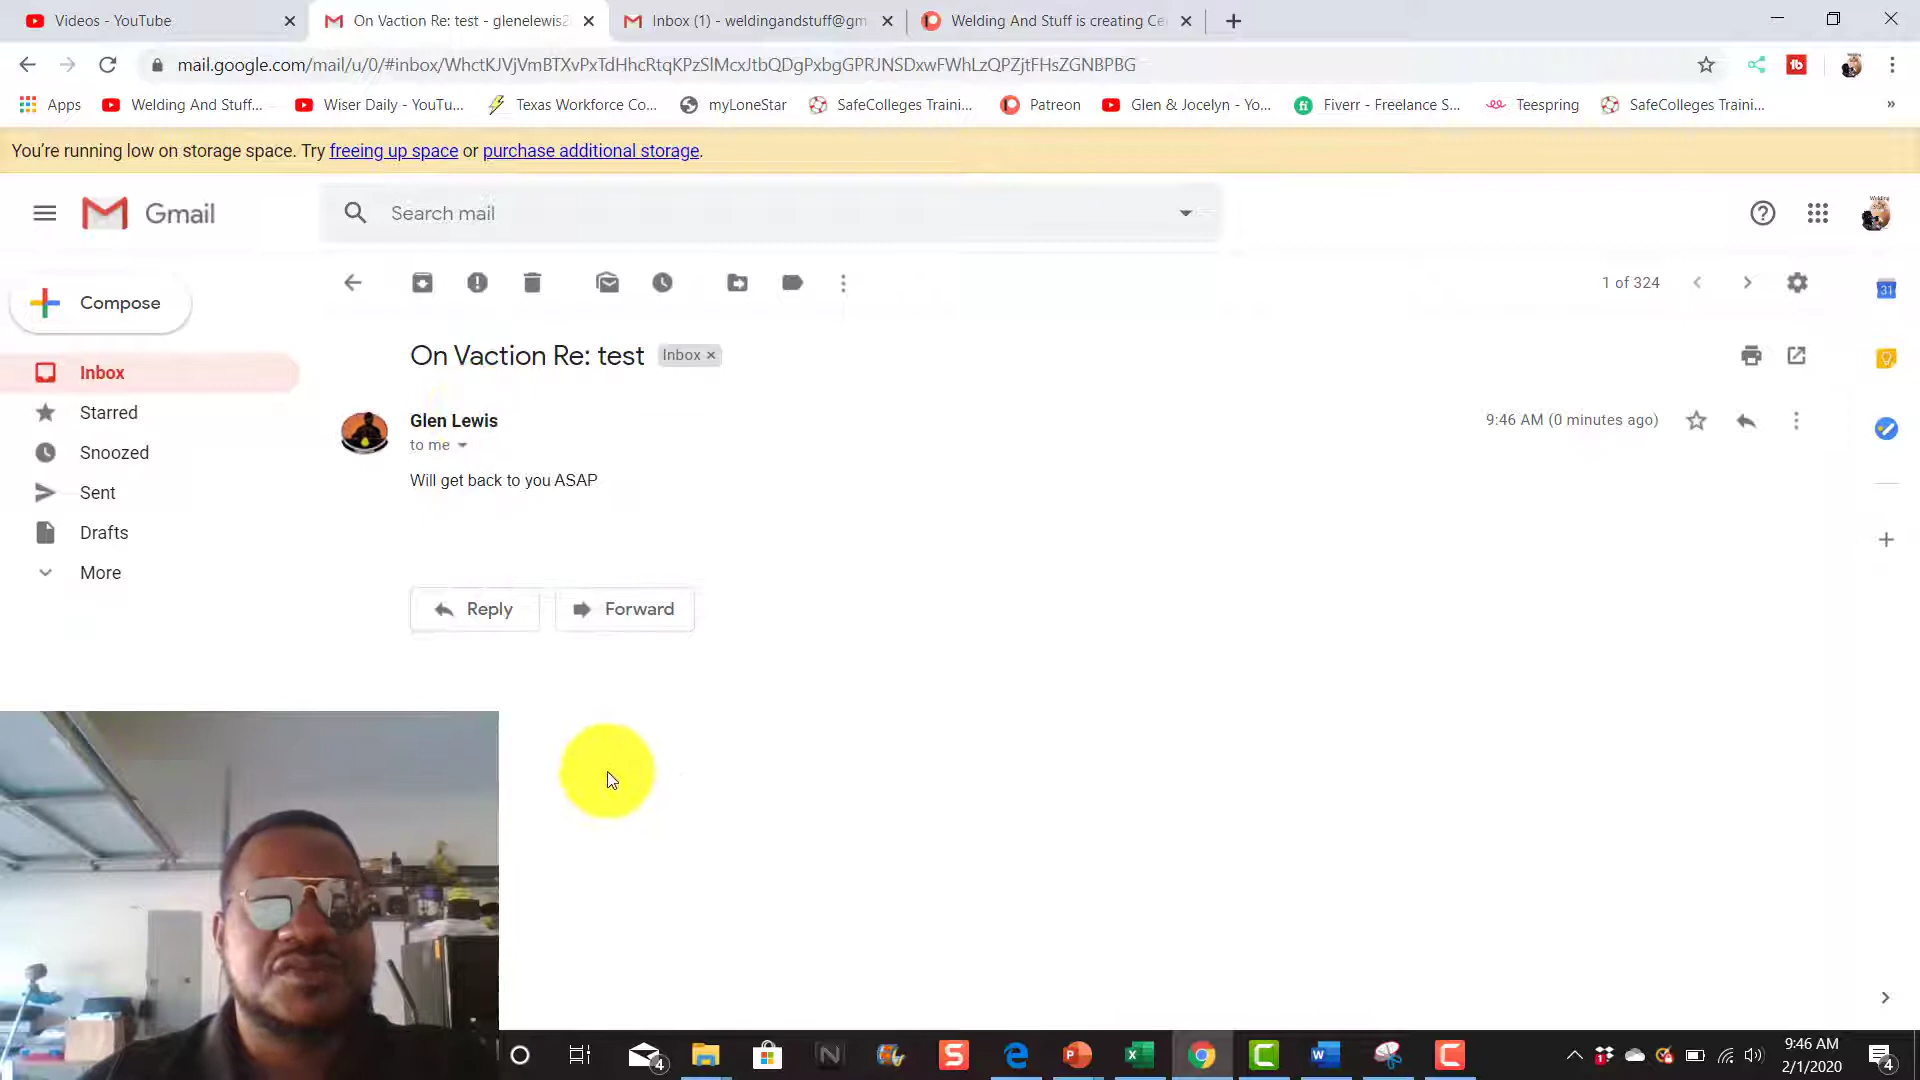 Videos - YouTube
On Vaction Re: test - glenelewis2
Inbox (1) - weldingandstuff@gm
Welding And Stuff is creating Ce
mail.google.com/mail/u/0/#inbox/WhctKJVjVmBTXvPxTdHhcRtqKPzSlMcxJtbQDgPxbgGPRJNSDxwFWhLzQPZjtFHsZGNBPBG
Apps
Welding And Stuff...
Wiser Daily - YouTu...
Texas Workforce Co...
myLoneStar
SafeColleges Traini...
Patreon
Glen & Jocelyn - Yo...
Fiverr - Freelance S...
Teespring
SafeColleges Traini...
You're running low on storage space. Try freeing up space or purchase additional storage.
Gmail
Search mail
Compose
1 of 324
31
On Vaction Re: test
Inbox
Inbox
Starred
Snoozed
Sent
Drafts
More
Glen Lewis
9:46 AM (0 minutes ago)
to me
Will get back to you ASAP
Reply
Forward
9:46 AM
2/1/2020
4
4